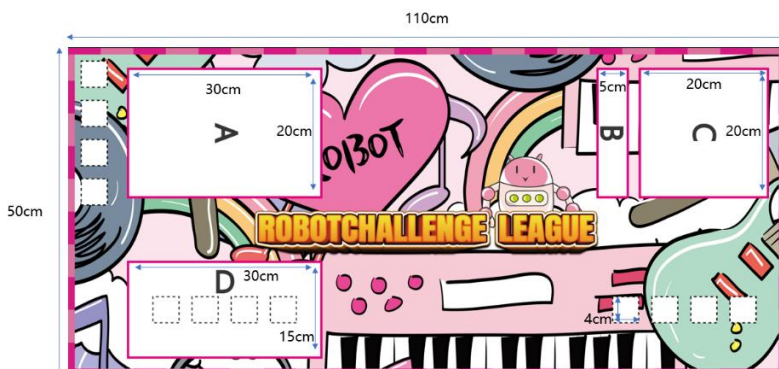 110cm
50cm
30cm
20cm
A
ROBOT
5cm
B
20cm
20cm
C
ROBOTCHALLENGE LEAGUE
D
30cm
15cm
4cm